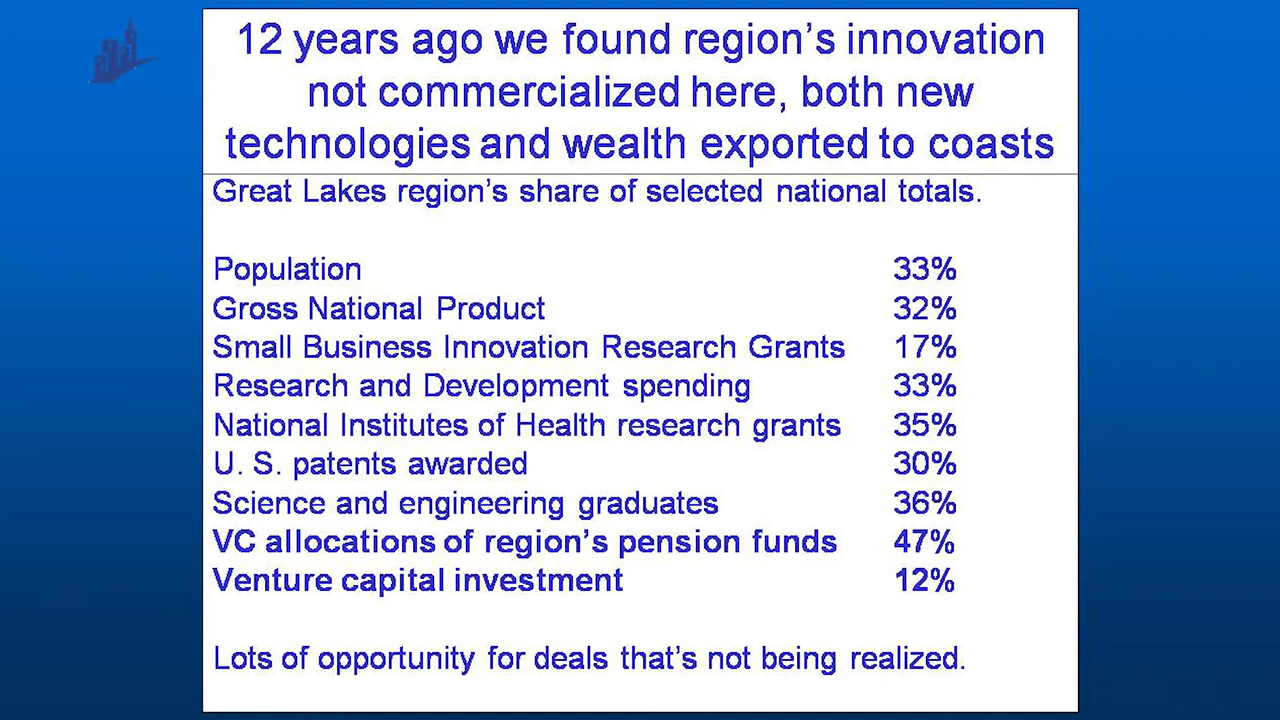 12 years ago we found region's innovation
not commercialized here, both new
technologies and wealth exported to coasts
Great Lakes region's share of selected national totals.
Population 33%
Gross National Product 32%
Small Business Innovation Research Grants 17%
Research and Development spending 33%
National Institutes of Health research grants 35%
U. S. patents awarded 30%
Science and engineering graduates 36%
VC allocations of region's pension funds 47%
Venture capital investment 12%
Lots of opportunity for deals that's not being realized.